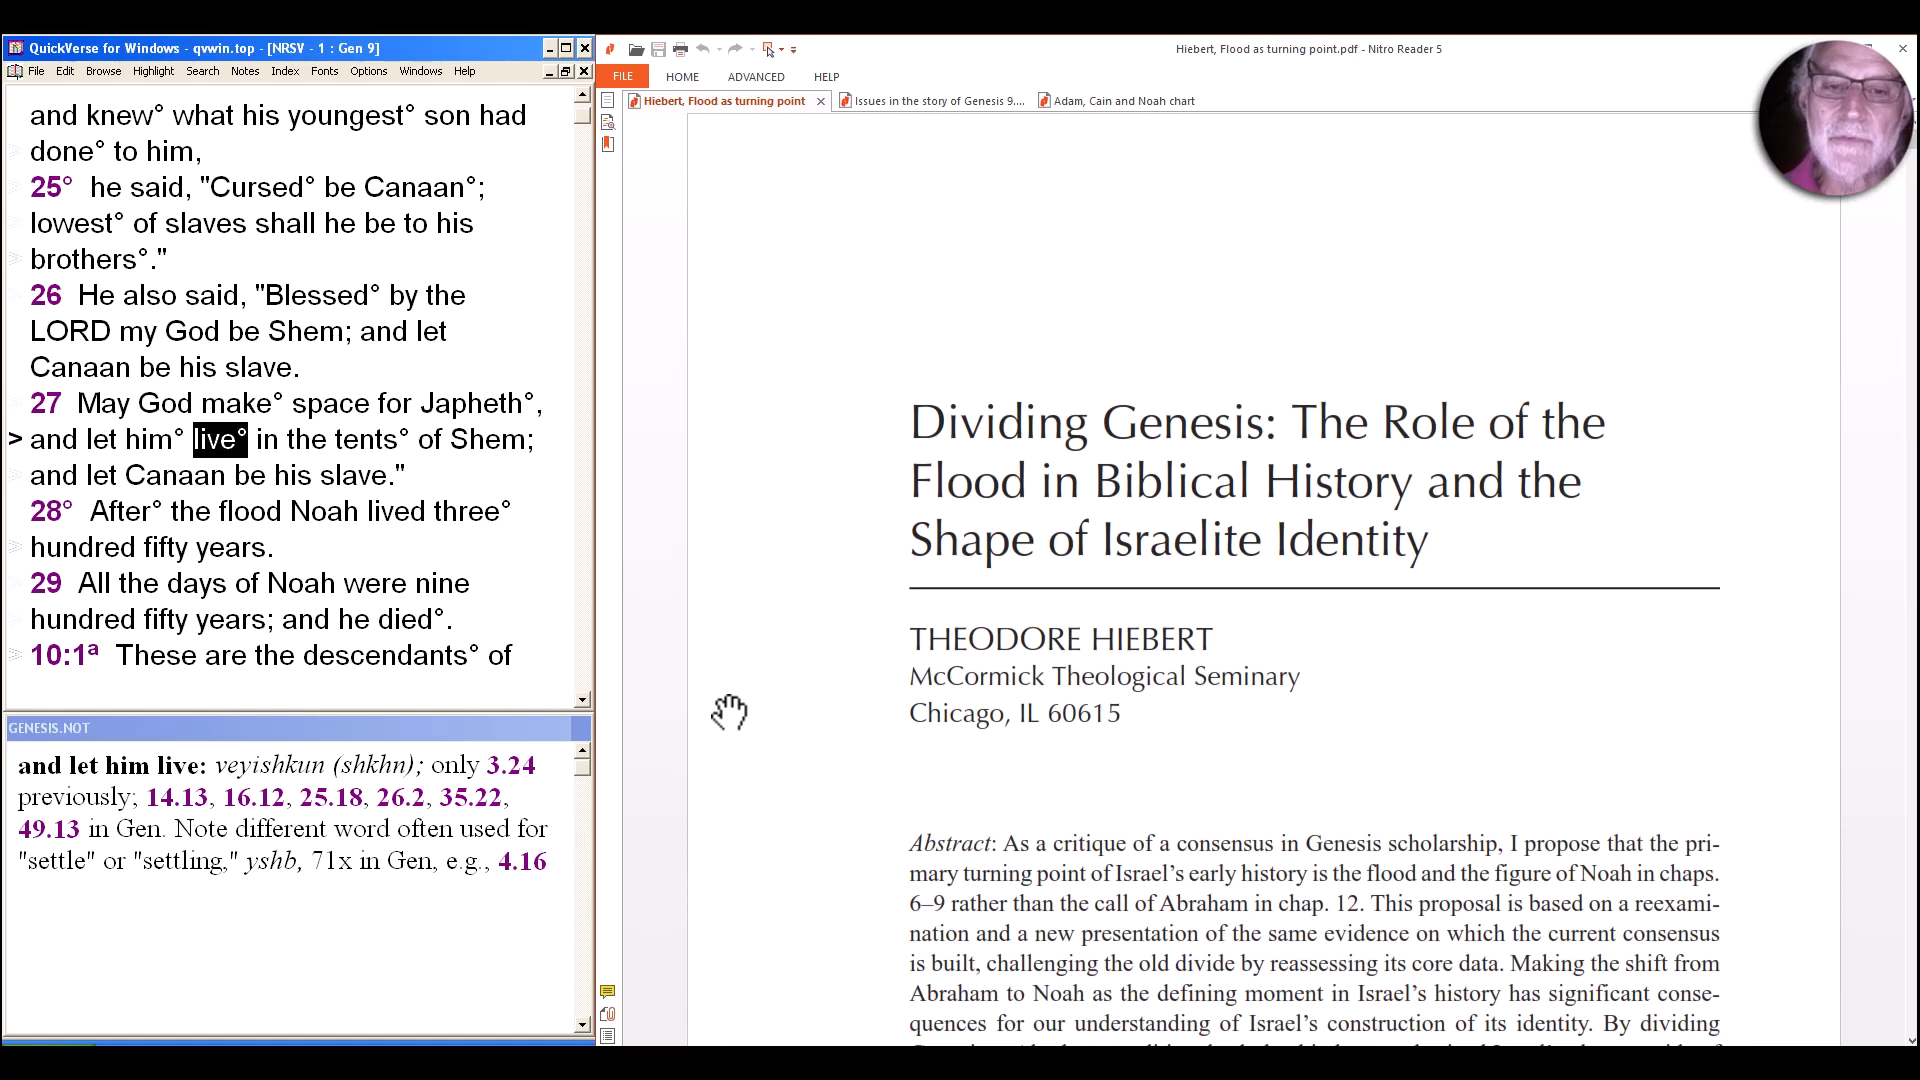 QuickVerse for Windows - qvwin.top - [NRSV - 1 : Gen 9]
File Edit Browse Highlight Search Notes Index Fonts Options Windows Help
and knew° what his youngest° son had
done° to him,
25° he said, "Cursed° be Canaan°;
lowest° of slaves shall he be to his
brothers°."
26 He also said, "Blessed° by the
LORD my God be Shem; and let
Canaan be his slave.
27 May God make° space for Japheth°,
> and let him° live° in the tents° of Shem;
and let Canaan be his slave."
28° After° the flood Noah lived three°
hundred fifty years.
29 All the days of Noah were nine
hundred fifty years; and he died°.
10:1ª These are the descendants° of
GENESIS.NOT
and let him live: veyishkun (shkhn); only 3.24
previously; 14.13, 16.12, 25.18, 26.2, 35.22,
49.13 in Gen. Note different word often used for
"settle" or "settling," yshb, 71x in Gen, e.g., 4.16
Hiebert, Flood as turning point.pdf - Nitro Reader 5
FILE HOME ADVANCED HELP
Hiebert, Flood as turning point Issues in the story of Genesis 9.... Adam, Cain and Noah chart
Dividing Genesis: The Role of the
Flood in Biblical History and the
Shape of Israelite Identity
THEODORE HIEBERT
McCormick Theological Seminary
Chicago, IL 60615
Abstract: As a critique of a consensus in Genesis scholarship, I propose that the pri-
mary turning point of Israel's early history is the flood and the figure of Noah in chaps.
6–9 rather than the call of Abraham in chap. 12. This proposal is based on a reexami-
nation and a new presentation of the same evidence on which the current consensus
is built, challenging the old divide by reassessing its core data. Making the shift from
Abraham to Noah as the defining moment in Israel's history has significant conse-
quences for our understanding of Israel's construction of its identity. By dividing